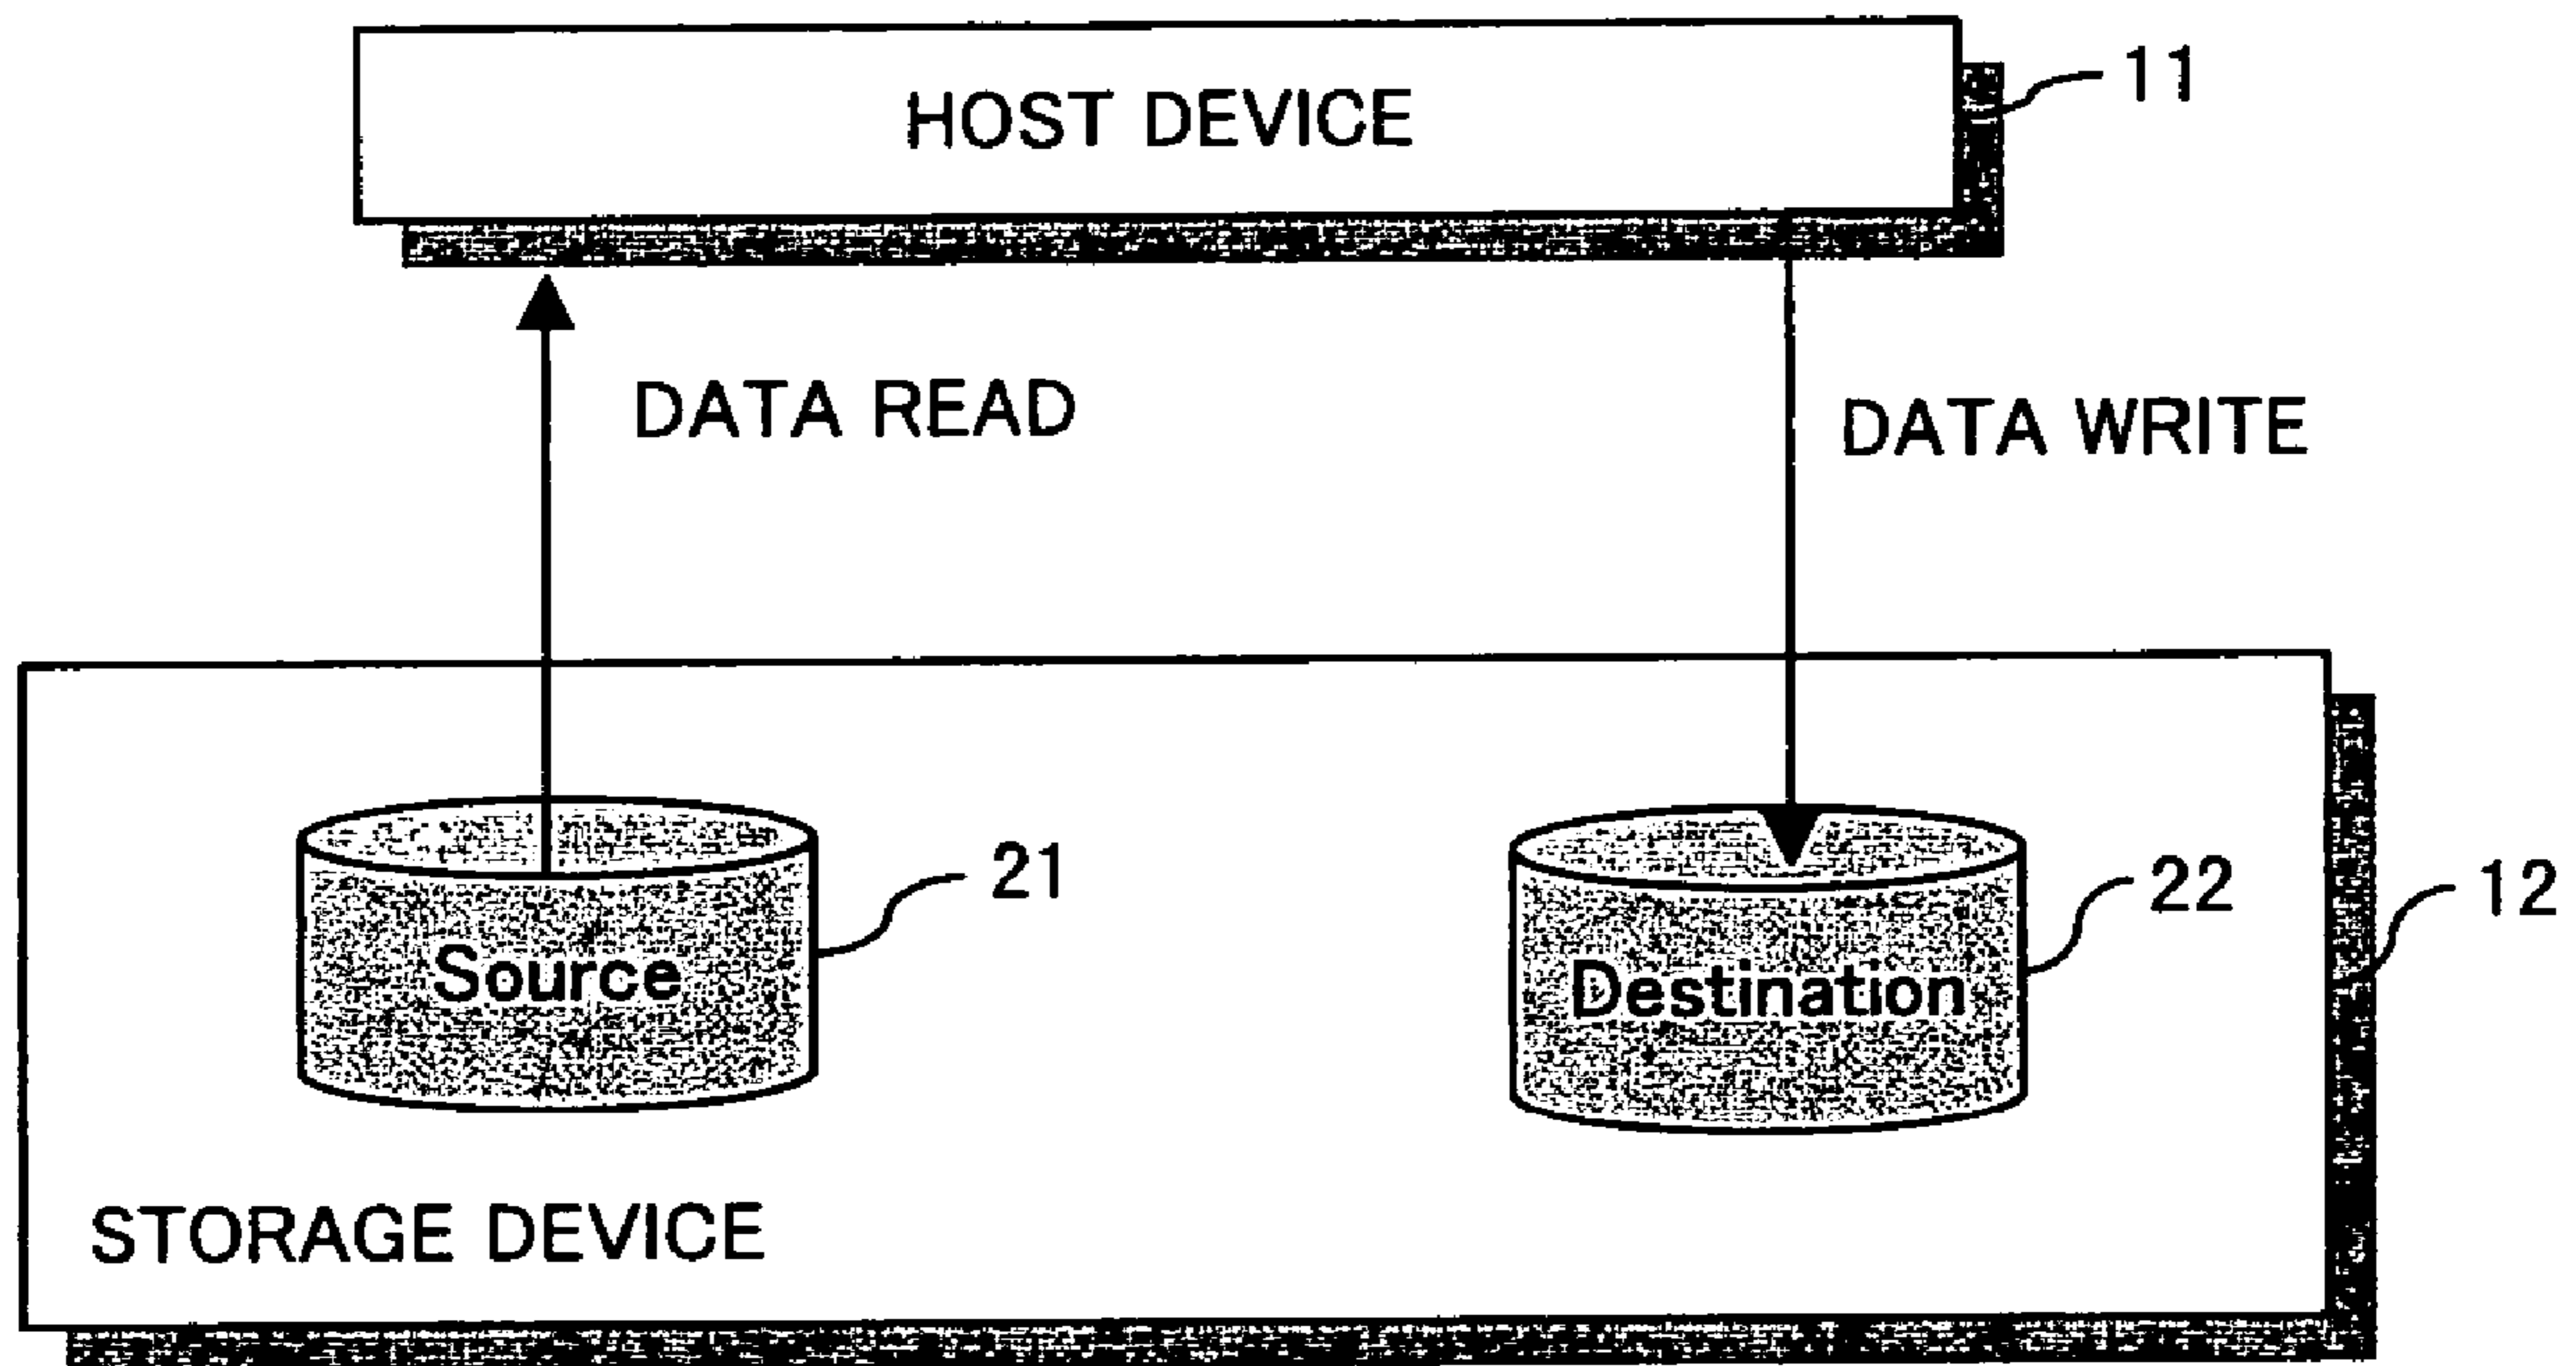 HOST DEVICE
11
DATA READ
DATA WRITE
21
22
12
Source
Destination
STORAGE DEVICE